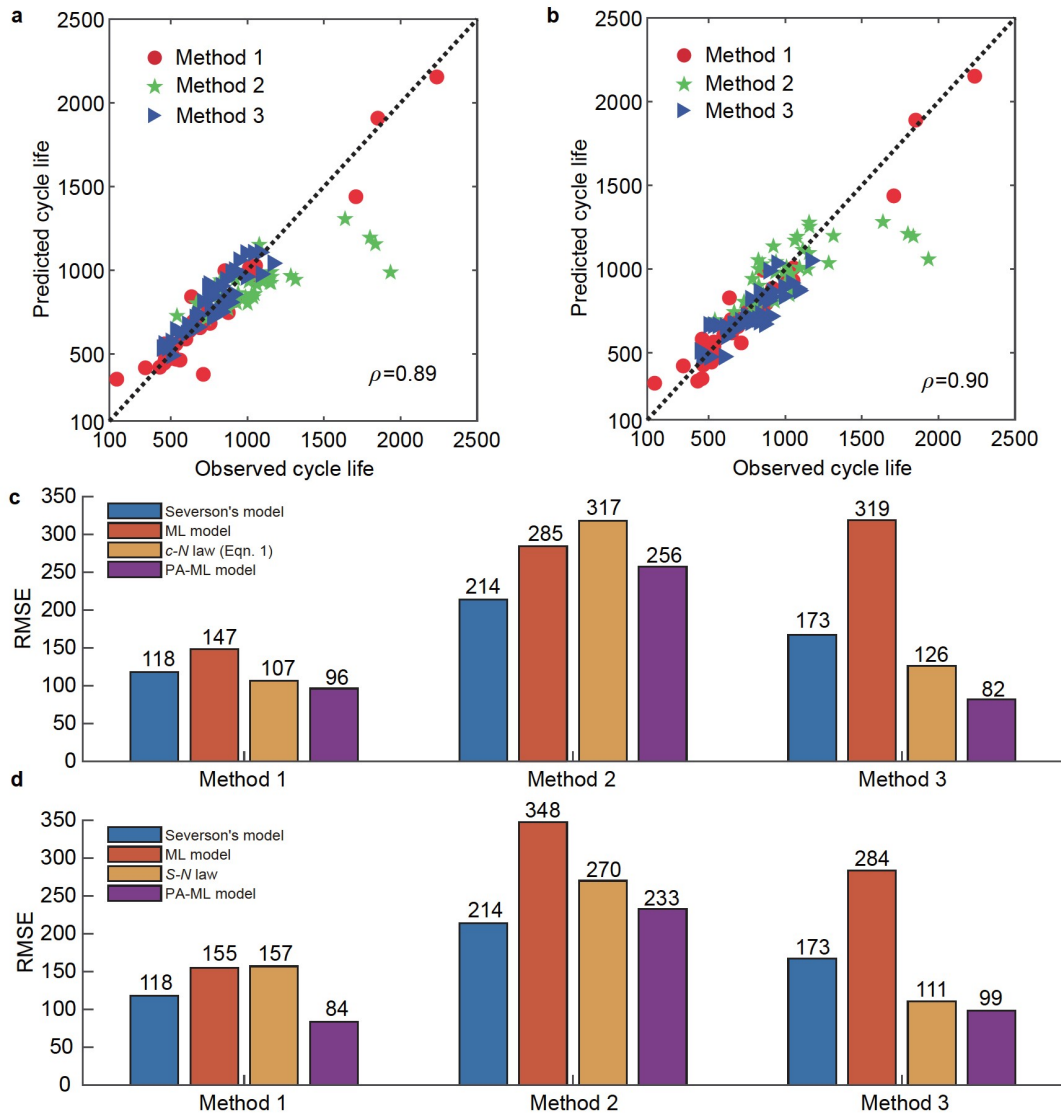 a
2500
2000
1500
1000
500
100
Predicted cycle life
Method 1
Method 2
Method 3
ρ=0.89
100 500 1000 1500 2000 2500
Observed cycle life
b
2500
2000
1500
1000
500
100
Predicted cycle life
Method 1
Method 2
Method 3
ρ=0.90
100 500 1000 1500 2000 2500
Observed cycle life
c
350
300
250
200
150
100
50
0
RMSE
Severson's model
ML model
c-N law (Eqn. 1)
PA-ML model
118 147 107 96
214 285 317 256
173 319 126 82
Method 1 Method 2 Method 3
d
350
300
250
200
150
100
50
0
RMSE
Severson's model
ML model
S-N law
PA-ML model
118 155 157 84
214 348 270 233
173 284 111 99
Method 1 Method 2 Method 3